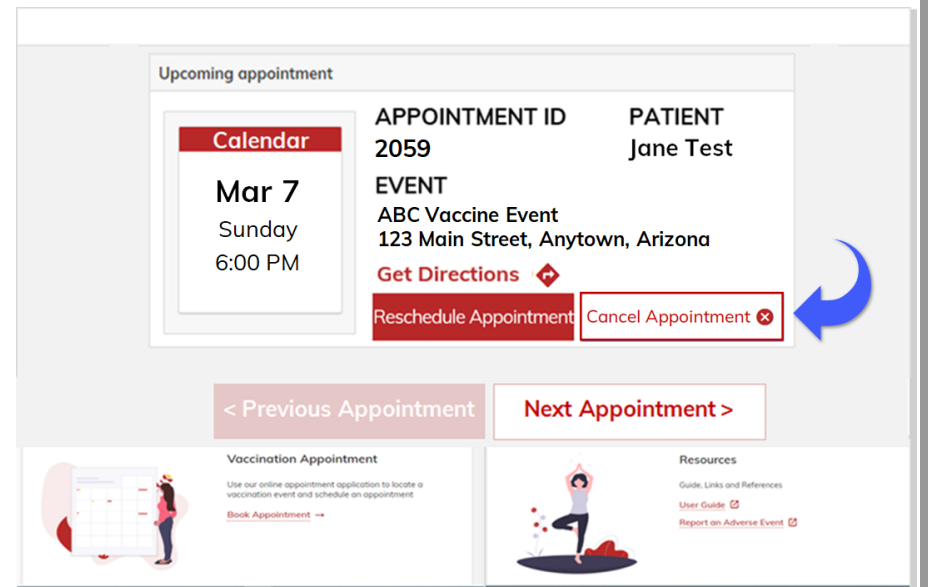 Upcoming appointment
Calendar
Mar 7
Sunday
6:00 PM
APPOINTMENT ID
2059
PATIENT
Jane Test
EVENT
ABC Vaccine Event
123 Main Street, Anytown, Arizona
Get Directions
Reschedule Appointment
Cancel Appointment
< Previous Appointment
Next Appointment >
Vaccination Appointment
Use our online appointment application to locate a
vaccination event and schedule an appointment
Book Appointment →
Resources
Guide, Links and References
User Guide
Report an Adverse Event